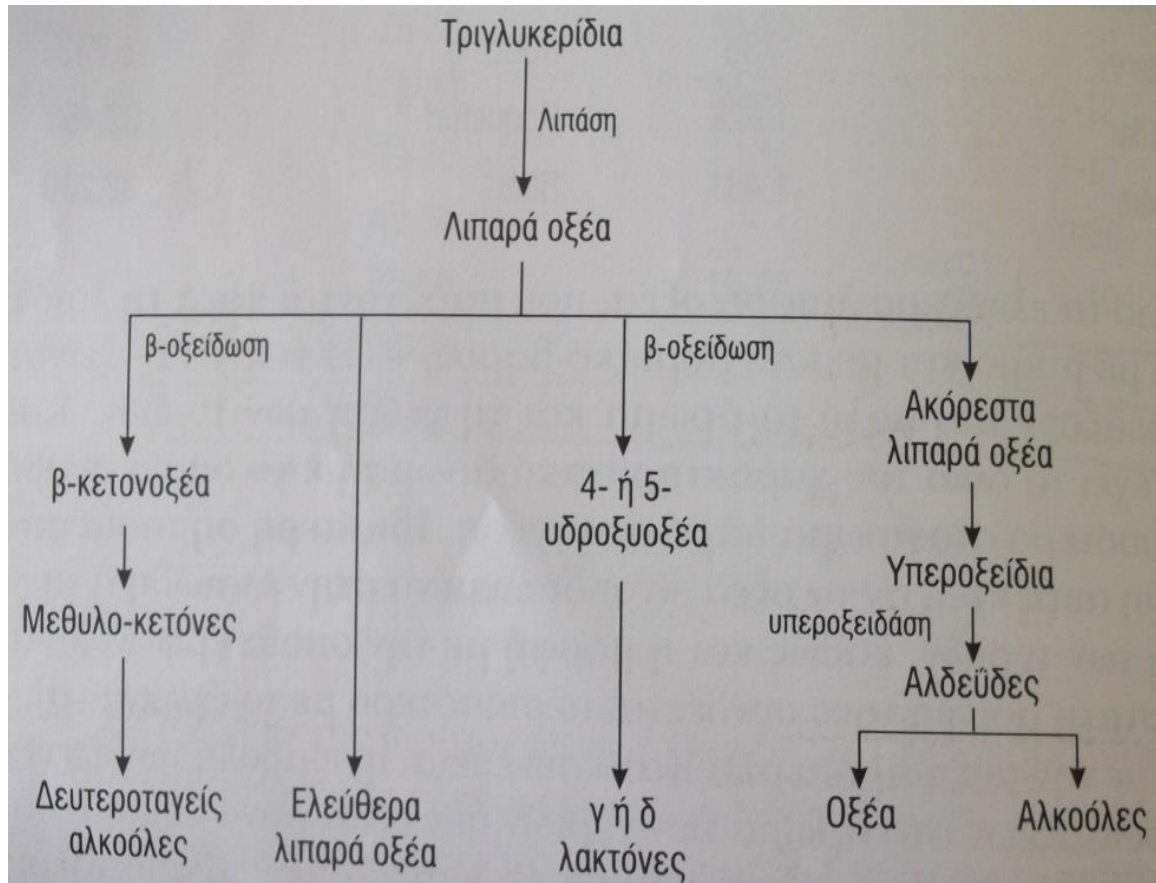 Τριγλυκερίδια
Λιπάση
Λιπαρά οξέα
β-οξείδωση
β-οξείδωση
Ακόρεστα
λιπαρά οξέα
β-κετονοξέα
4- ή 5-
υδροξυοξέα
Υπεροξείδια
υπεροξειδάση
Μεθυλο-κετόνες
Αλδεΰδες
Δευτεροταγείς
αλκοόλες
Ελεύθερα
λιπαρά οξέα
γ ή δ
λακτόνες
Οξέα
Αλκοόλες